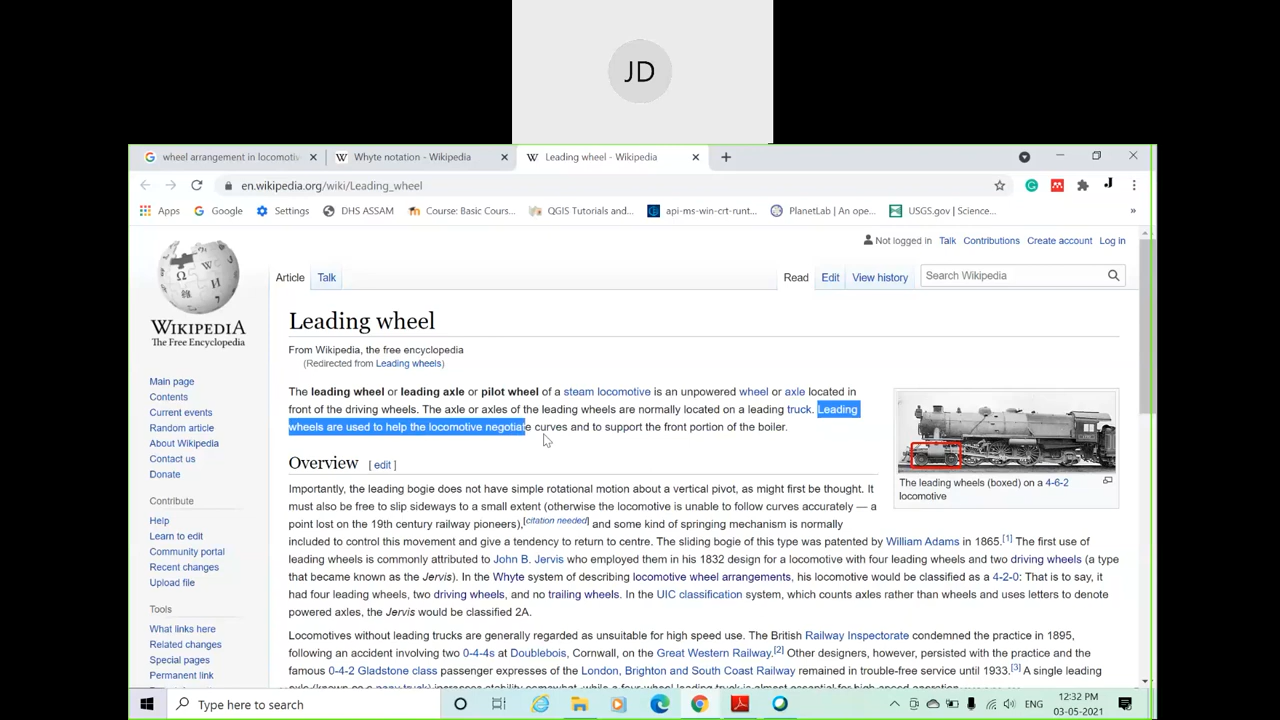 JD
wheel arrangement in locomotiv
Whyte notation - Wikipedia
Leading wheel - Wikipedia
en.wikipedia.org/wiki/Leading_wheel
J
Apps
Google
Settings
DHS ASSAM
Course: Basic Cours...
QGIS Tutorials and...
api-ms-win-crt-runt...
PlanetLab | An ope...
USGS.gov | Science...
»
Not logged in Talk Contributions Create account Log in
Article Talk
Read Edit View history
Search Wikipedia
WIKIPEDIA
The Free Encyclopedia
Main page
Contents
Current events
Random article
About Wikipedia
Contact us
Donate
Contribute
Help
Learn to edit
Community portal
Recent changes
Upload file
Tools
What links here
Related changes
Special pages
Permanent link
Leading wheel
From Wikipedia, the free encyclopedia
(Redirected from Leading wheels)
The leading wheel or leading axle or pilot wheel of a steam locomotive is an unpowered wheel or axle located in
front of the driving wheels. The axle or axles of the leading wheels are normally located on a leading truck. Leading
wheels are used to help the locomotive negotiate curves and to support the front portion of the boiler.
The leading wheels (boxed) on a 4-6-2
locomotive
Overview [ edit ]
Importantly, the leading bogie does not have simple rotational motion about a vertical pivot, as might first be thought. It
must also be free to slip sideways to a small extent (otherwise the locomotive is unable to follow curves accurately — a
point lost on the 19th century railway pioneers),[citation needed] and some kind of springing mechanism is normally
included to control this movement and give a tendency to return to centre. The sliding bogie of this type was patented by William Adams in 1865.[1] The first use of
leading wheels is commonly attributed to John B. Jervis who employed them in his 1832 design for a locomotive with four leading wheels and two driving wheels (a type
that became known as the Jervis). In the Whyte system of describing locomotive wheel arrangements, his locomotive would be classified as a 4-2-0: That is to say, it
had four leading wheels, two driving wheels, and no trailing wheels. In the UIC classification system, which counts axles rather than wheels and uses letters to denote
powered axles, the Jervis would be classified 2A.
Locomotives without leading trucks are generally regarded as unsuitable for high speed use. The British Railway Inspectorate condemned the practice in 1895,
following an accident involving two 0-4-4s at Doublebois, Cornwall, on the Great Western Railway.[2] Other designers, however, persisted with the practice and the
famous 0-4-2 Gladstone class passenger expresses of the London, Brighton and South Coast Railway remained in trouble-free service until 1933.[3] A single leading
axle (known as a pony truck) increases stability somewhat, while a four-wheel leading truck is almost essential for high-speed operation.
Type here to search
ENG
12:32 PM
03-05-2021